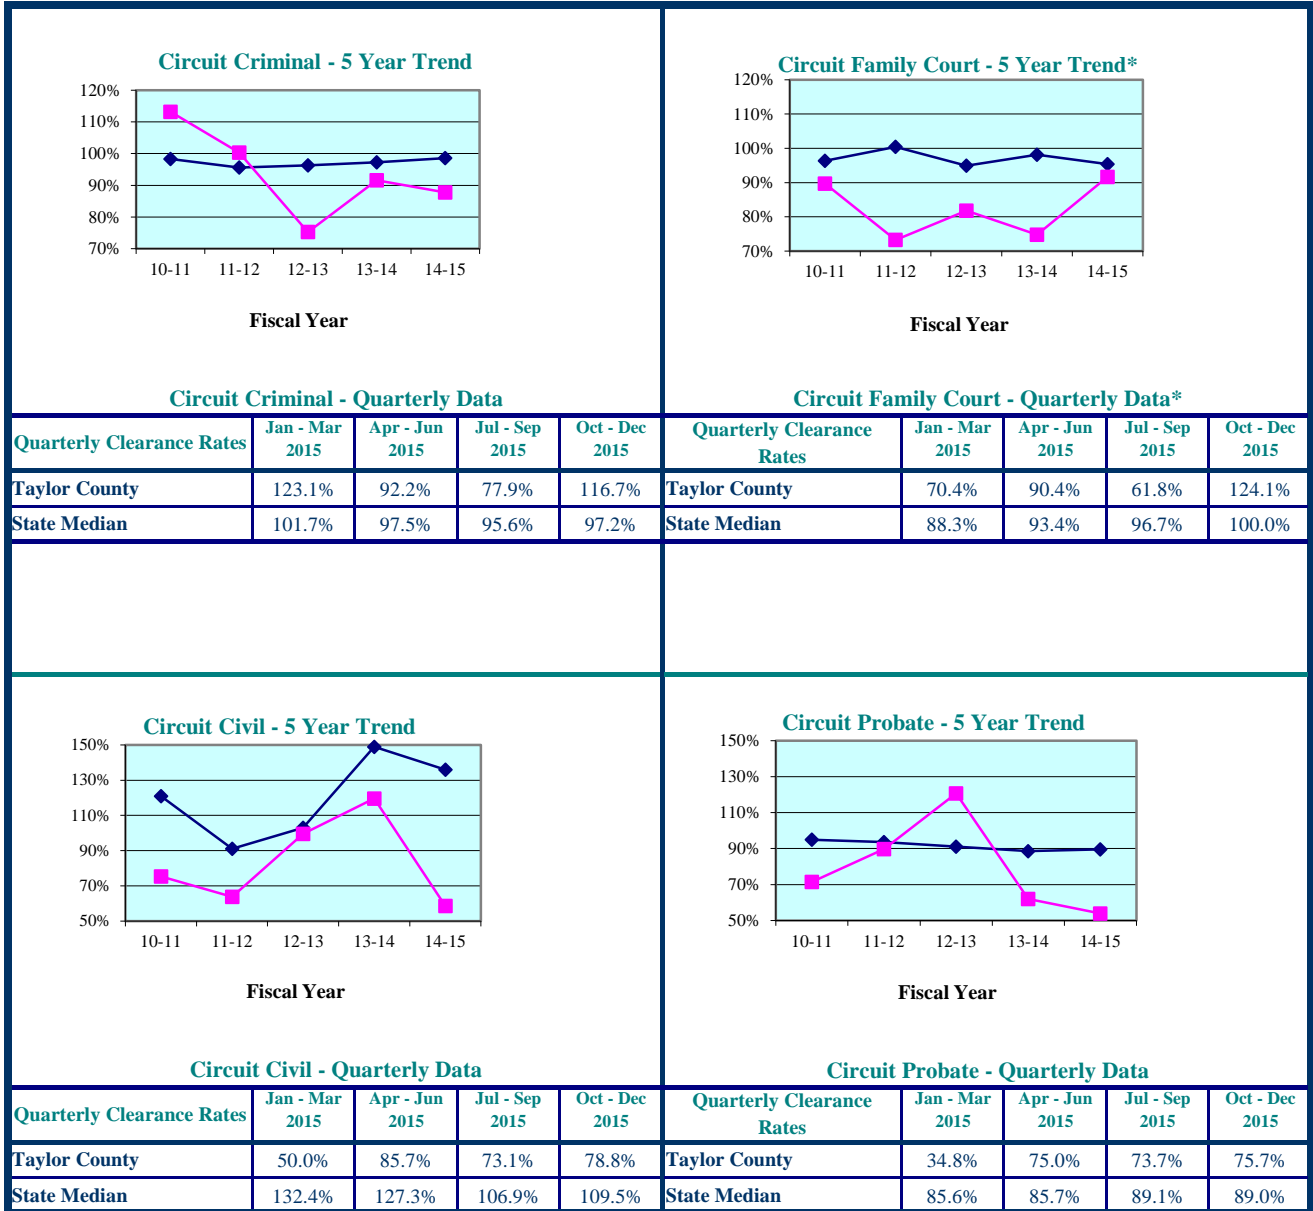 Circuit Criminal - 5 Year Trend
120%
110%
100%
90%
80%
70%
10-11 11-12 12-13 13-14 14-15
Fiscal Year
Circuit Criminal - Quarterly Data
Quarterly Clearance Rates Jan - Mar 2015 Apr - Jun 2015 Jul - Sep 2015 Oct - Dec 2015
Taylor County 123.1% 92.2% 77.9% 116.7%
State Median 101.7% 97.5% 95.6% 97.2%
Circuit Family Court - 5 Year Trend*
120%
110%
100%
90%
80%
70%
10-11 11-12 12-13 13-14 14-15
Fiscal Year
Circuit Family Court - Quarterly Data*
Quarterly Clearance Rates Jan - Mar 2015 Apr - Jun 2015 Jul - Sep 2015 Oct - Dec 2015
Taylor County 70.4% 90.4% 61.8% 124.1%
State Median 88.3% 93.4% 96.7% 100.0%
Circuit Civil - 5 Year Trend
150%
130%
110%
90%
70%
50%
10-11 11-12 12-13 13-14 14-15
Fiscal Year
Circuit Civil - Quarterly Data
Quarterly Clearance Rates Jan - Mar 2015 Apr - Jun 2015 Jul - Sep 2015 Oct - Dec 2015
Taylor County 50.0% 85.7% 73.1% 78.8%
State Median 132.4% 127.3% 106.9% 109.5%
Circuit Probate - 5 Year Trend
150%
130%
110%
90%
70%
50%
10-11 11-12 12-13 13-14 14-15
Fiscal Year
Circuit Probate - Quarterly Data
Quarterly Clearance Rates Jan - Mar 2015 Apr - Jun 2015 Jul - Sep 2015 Oct - Dec 2015
Taylor County 34.8% 75.0% 73.7% 75.7%
State Median 85.6% 85.7% 89.1% 89.0%